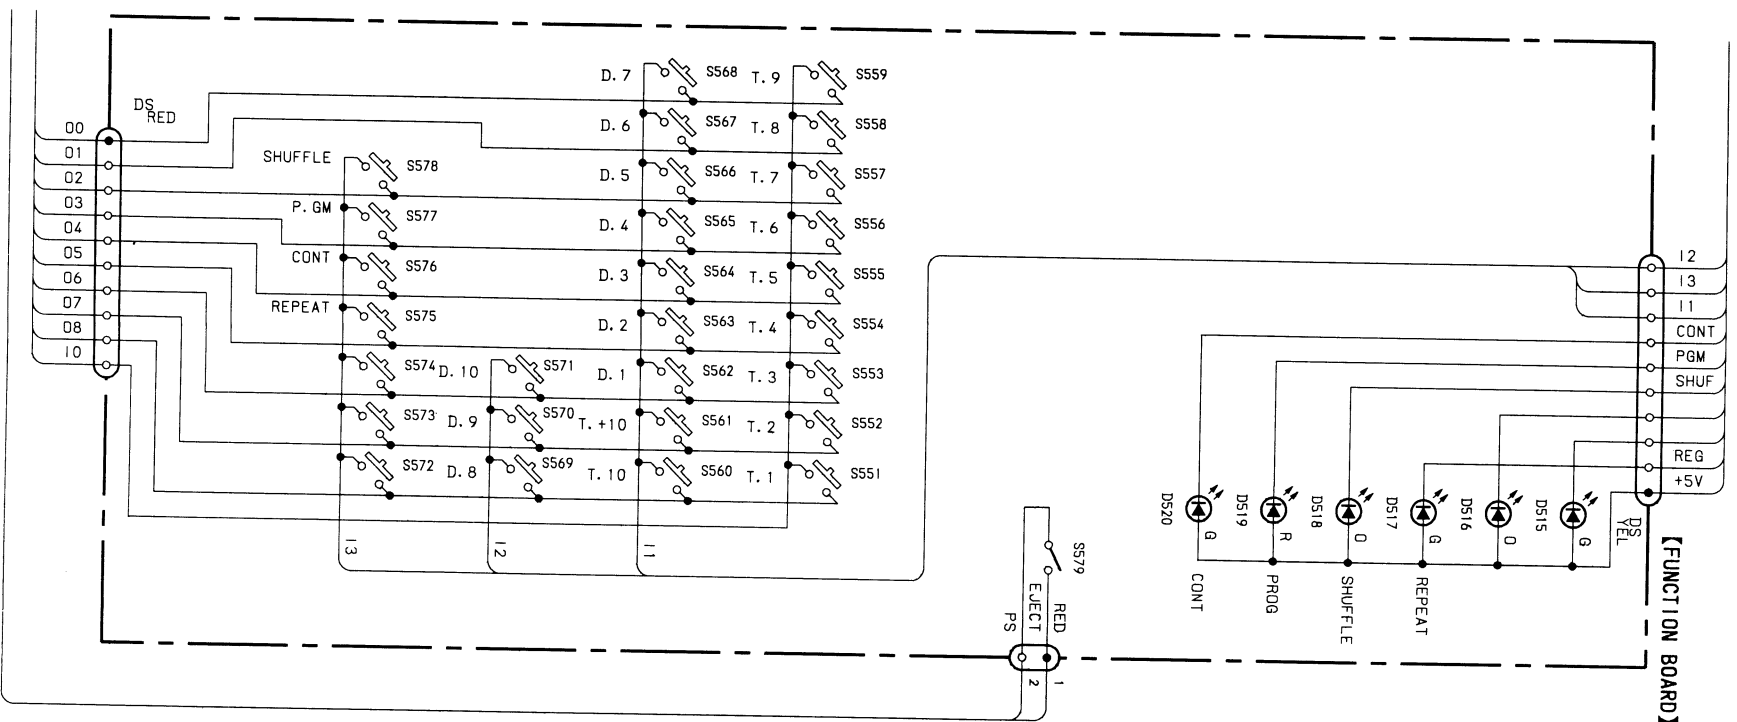 DS
RED
00
01
02
03
04
05
06
07
08
I0
SHUFFLE
S578
P.GM
S577
CONT
S576
REPEAT
S575
S574
S573
S572
D.10
S571
D.9
S570
D.8
S569
D.7
S568
D.6
S567
D.5
S566
D.4
S565
D.3
S564
D.2
S563
D.1
S562
T.+10
S561
T.10
S560
T.9
S559
T.8
S558
T.7
S557
T.6
S556
T.5
S555
T.4
S554
T.3
S553
T.2
S552
T.1
S551
I3
I2
I1
S579
RED
EJECT
PS
1
2
I2
I3
I1
CONT
PGM
SHUF
REG
+5V
DS
YEL
D520
G
CONT
D519
R
PROG
D518
O
SHUFFLE
D517
G
REPEAT
D516
O
D515
G
【FUNCTION BOARD】